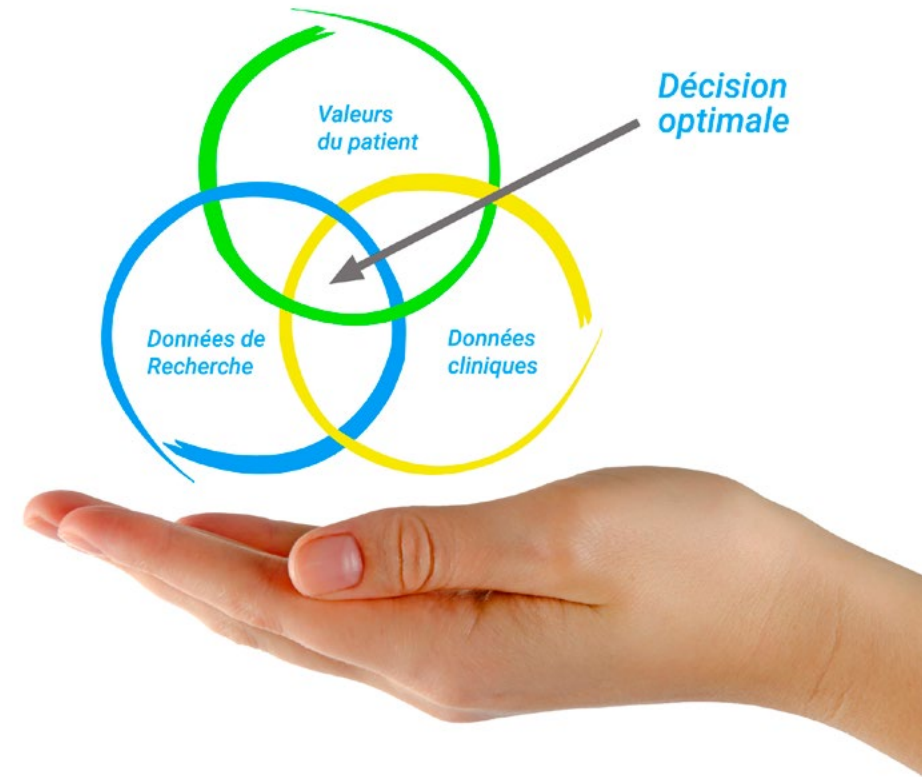 Valeurs
du patient
Décision
optimale
Données de
Recherche
Données
cliniques